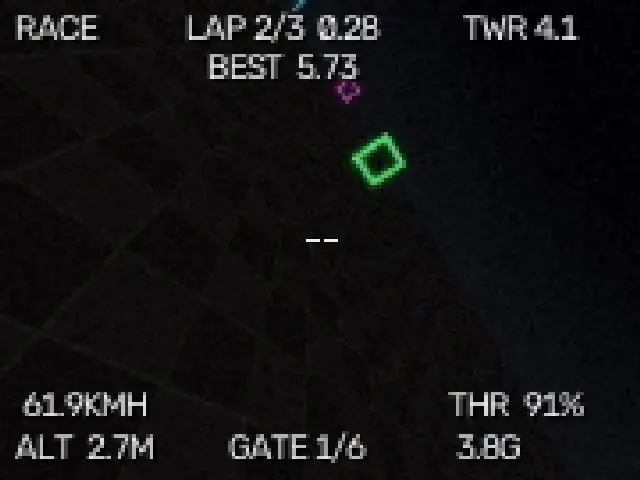 RACE LAP 2/3 0.28 TWR 4.1
BEST 5.73
61.9KMH THR 91%
ALT 2.7M GATE 1/6 3.8G